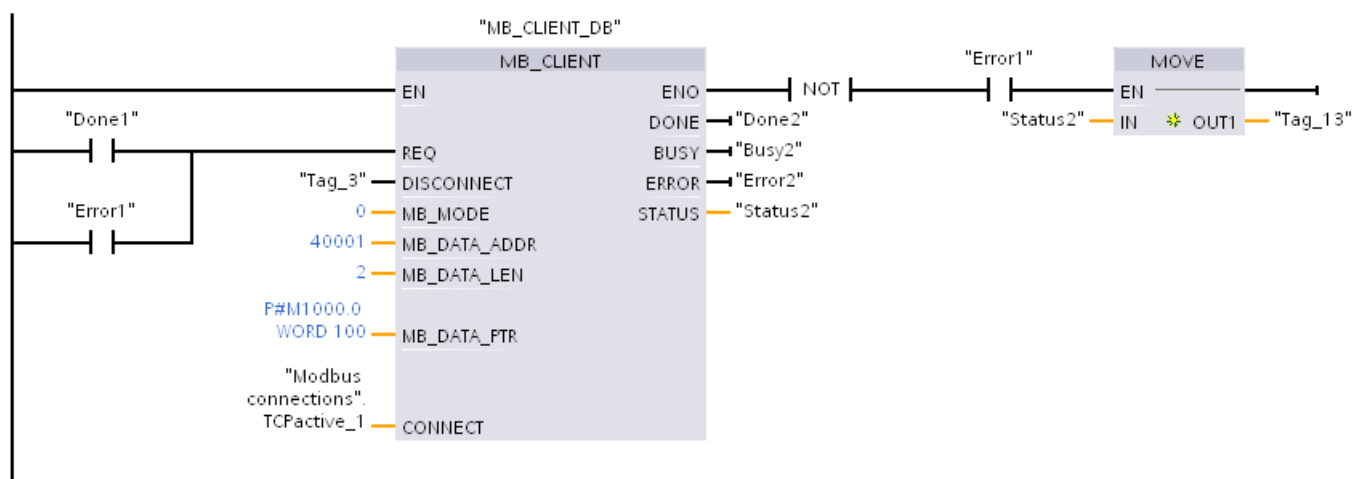 "MB_CLIENT_DB"
MB_CLIENT
"Error1"
MOVE
EN
ENO
NOT
EN
"Done1"
DONE
"Done2"
"Status2"
IN
OUT1
"Tag_13"
REQ
BUSY
"Busy2"
"Tag_3"
DISCONNECT
ERROR
"Error2"
"Error1"
0
MB_MODE
STATUS
"Status2"
40001
MB_DATA_ADDR
2
MB_DATA_LEN
P#M1000.0
WORD 100
MB_DATA_PTR
"Modbus
connections".
TCPactive_1
CONNECT